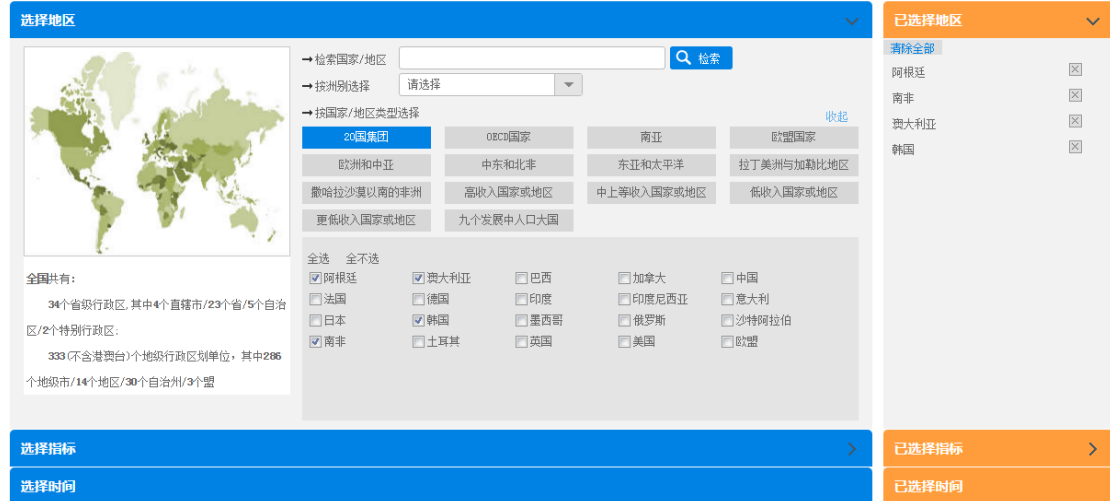 选择地区
→检索国家/地区
检索
→按洲别选择
请选择
→按国家/地区类型选择
收起
20国集团
OECD国家
南亚
欧盟国家
欧洲和中亚
中东和北非
东亚和太平洋
拉丁美洲与加勒比地区
撒哈拉沙漠以南的非洲
高收入国家或地区
中上等收入国家或地区
低收入国家或地区
更低收入国家或地区
九个发展中人口大国
全选 全不选
阿根廷 澳大利亚 巴西 加拿大 中国
法国 德国 印度 印度尼西亚 意大利
日本 韩国 墨西哥 俄罗斯 沙特阿拉伯
南非 土耳其 英国 美国 欧盟
全国共有：
34个省级行政区,其中4个直辖市/23个省/5个自治
区/2个特别行政区;
333(不含港澳台)个地级行政区划单位，其中286
个地级市/14个地区/30个自治州/3个盟
选择指标
选择时间
已选择地区
清除全部
阿根廷
南非
澳大利亚
韩国
已选择指标
已选择时间